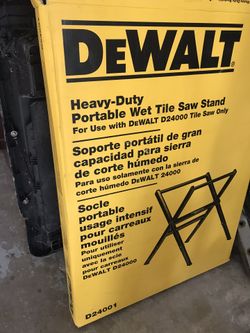 DEWALT
Heavy-Duty
Portable Wet Tile Saw Stand
For Use with DEWALT D24000 Tile Saw Only
Soporte portátil de gran
capacidad para sierra
de corte húmedo
Para uso solamente con la sierra de
corte húmedo DEWALT 24000
Socle
portable
usage intensif
pour carreaux
mouillés
Pour utiliser
uniquement
avec la scie
pour carreaux
DEWALT D24000
D24001